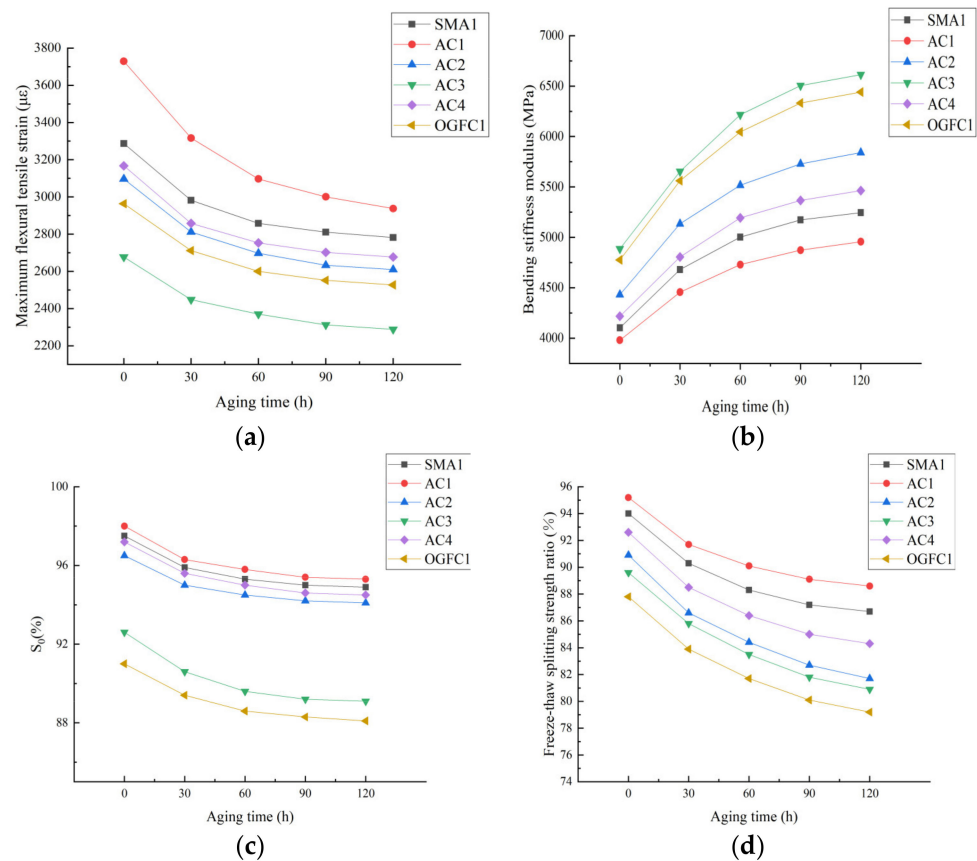 SMA1
AC1
AC2
AC3
AC4
OGFC1
3800
3600
3400
3200
3000
2800
2600
2400
2200
Maximum flexural tensile strain (με)
0 30 60 90 120
Aging time (h)
(a)
SMA1
AC1
AC2
AC3
AC4
OGFC1
7000
6500
6000
5500
5000
4500
4000
Bending stiffness modulus (MPa)
0 30 60 90 120
Aging time (h)
(b)
SMA1
AC1
AC2
AC3
AC4
OGFC1
100
96
92
88
S0(%)
0 30 60 90 120
Aging time (h)
(c)
SMA1
AC1
AC2
AC3
AC4
OGFC1
96
94
92
90
88
86
84
82
80
78
76
74
Freeze-thaw splitting strength ratio (%)
0 30 60 90 120
Aging time (h)
(d)